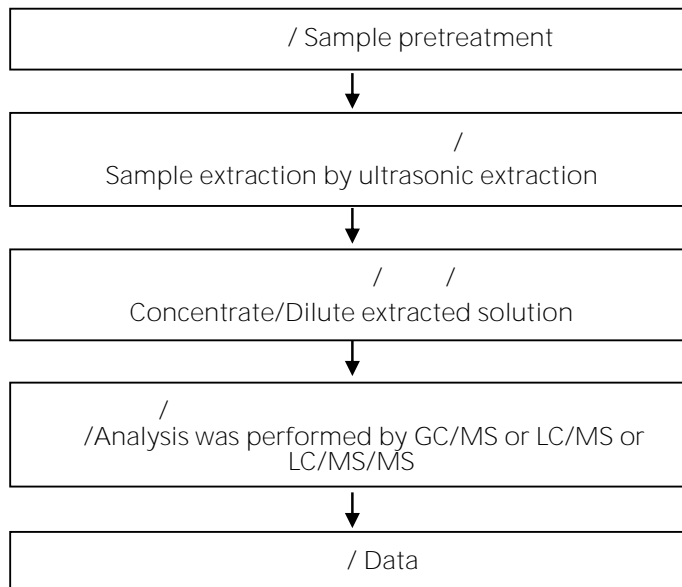 / Sample pretreatment
/
Sample extraction by ultrasonic extraction
/ /
Concentrate/Dilute extracted solution
/
/Analysis was performed by GC/MS or LC/MS or
LC/MS/MS
/ Data